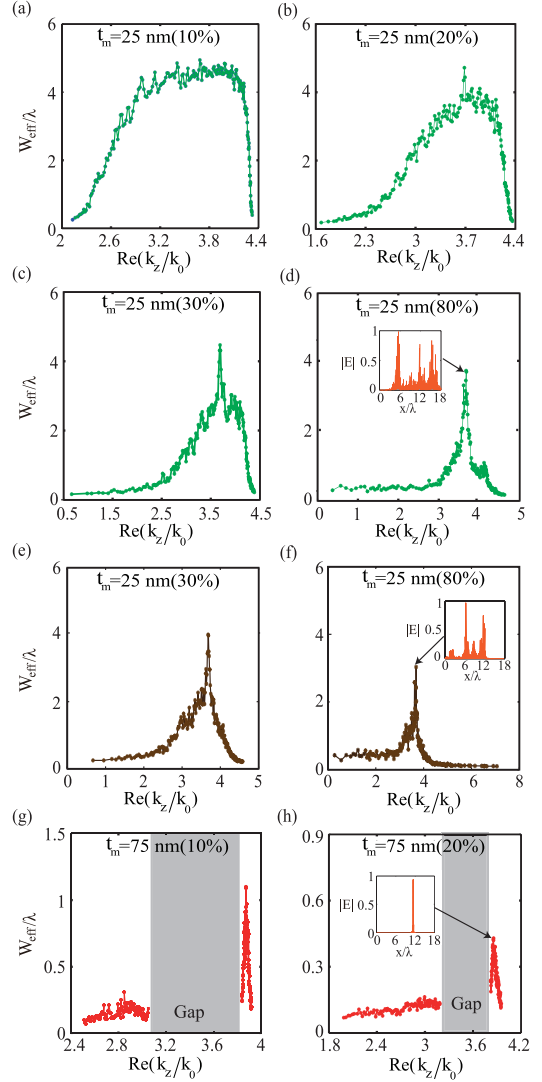 (a)
t_m=25 nm(10%)
W_eff/λ
6
4
2
0
2 2.6 3.2 3.8 4.4
Re(k_z/k_0)
(b)
t_m=25 nm(20%)
6
4
2
0
1.6 2.3 3 3.7 4.4
Re(k_z/k_0)
(c)
t_m=25 nm(30%)
W_eff/λ
6
4
2
0
0.5 1.5 2.5 3.5 4.5
Re(k_z/k_0)
(d)
t_m=25 nm(80%)
6
4
2
0
0 1 2 3 4 5
Re(k_z/k_0)
|E|
1
0.5
0
0 6 12 18
x/λ
(e)
t_m=25 nm(30%)
W_eff/λ
6
4
2
0
0 1 2 3 4 5
Re(k_z/k_0)
(f)
t_m=25 nm(80%)
6
4
2
0
0 2 4 6 8
Re(k_z/k_0)
|E|
1
0.5
0
0 6 12 18
x/λ
(g)
t_m=75 nm(10%)
W_eff/λ
1.5
1
0.5
0
Gap
2.4 2.8 3.2 3.6 4
Re(k_z/k_0)
(h)
t_m=75 nm(20%)
0.9
0.6
0.3
0
Gap
1.8 2.4 3 3.6 4.2
Re(k_z/k_0)
|E|
1
0.5
0
0 6 12 18
x/λ